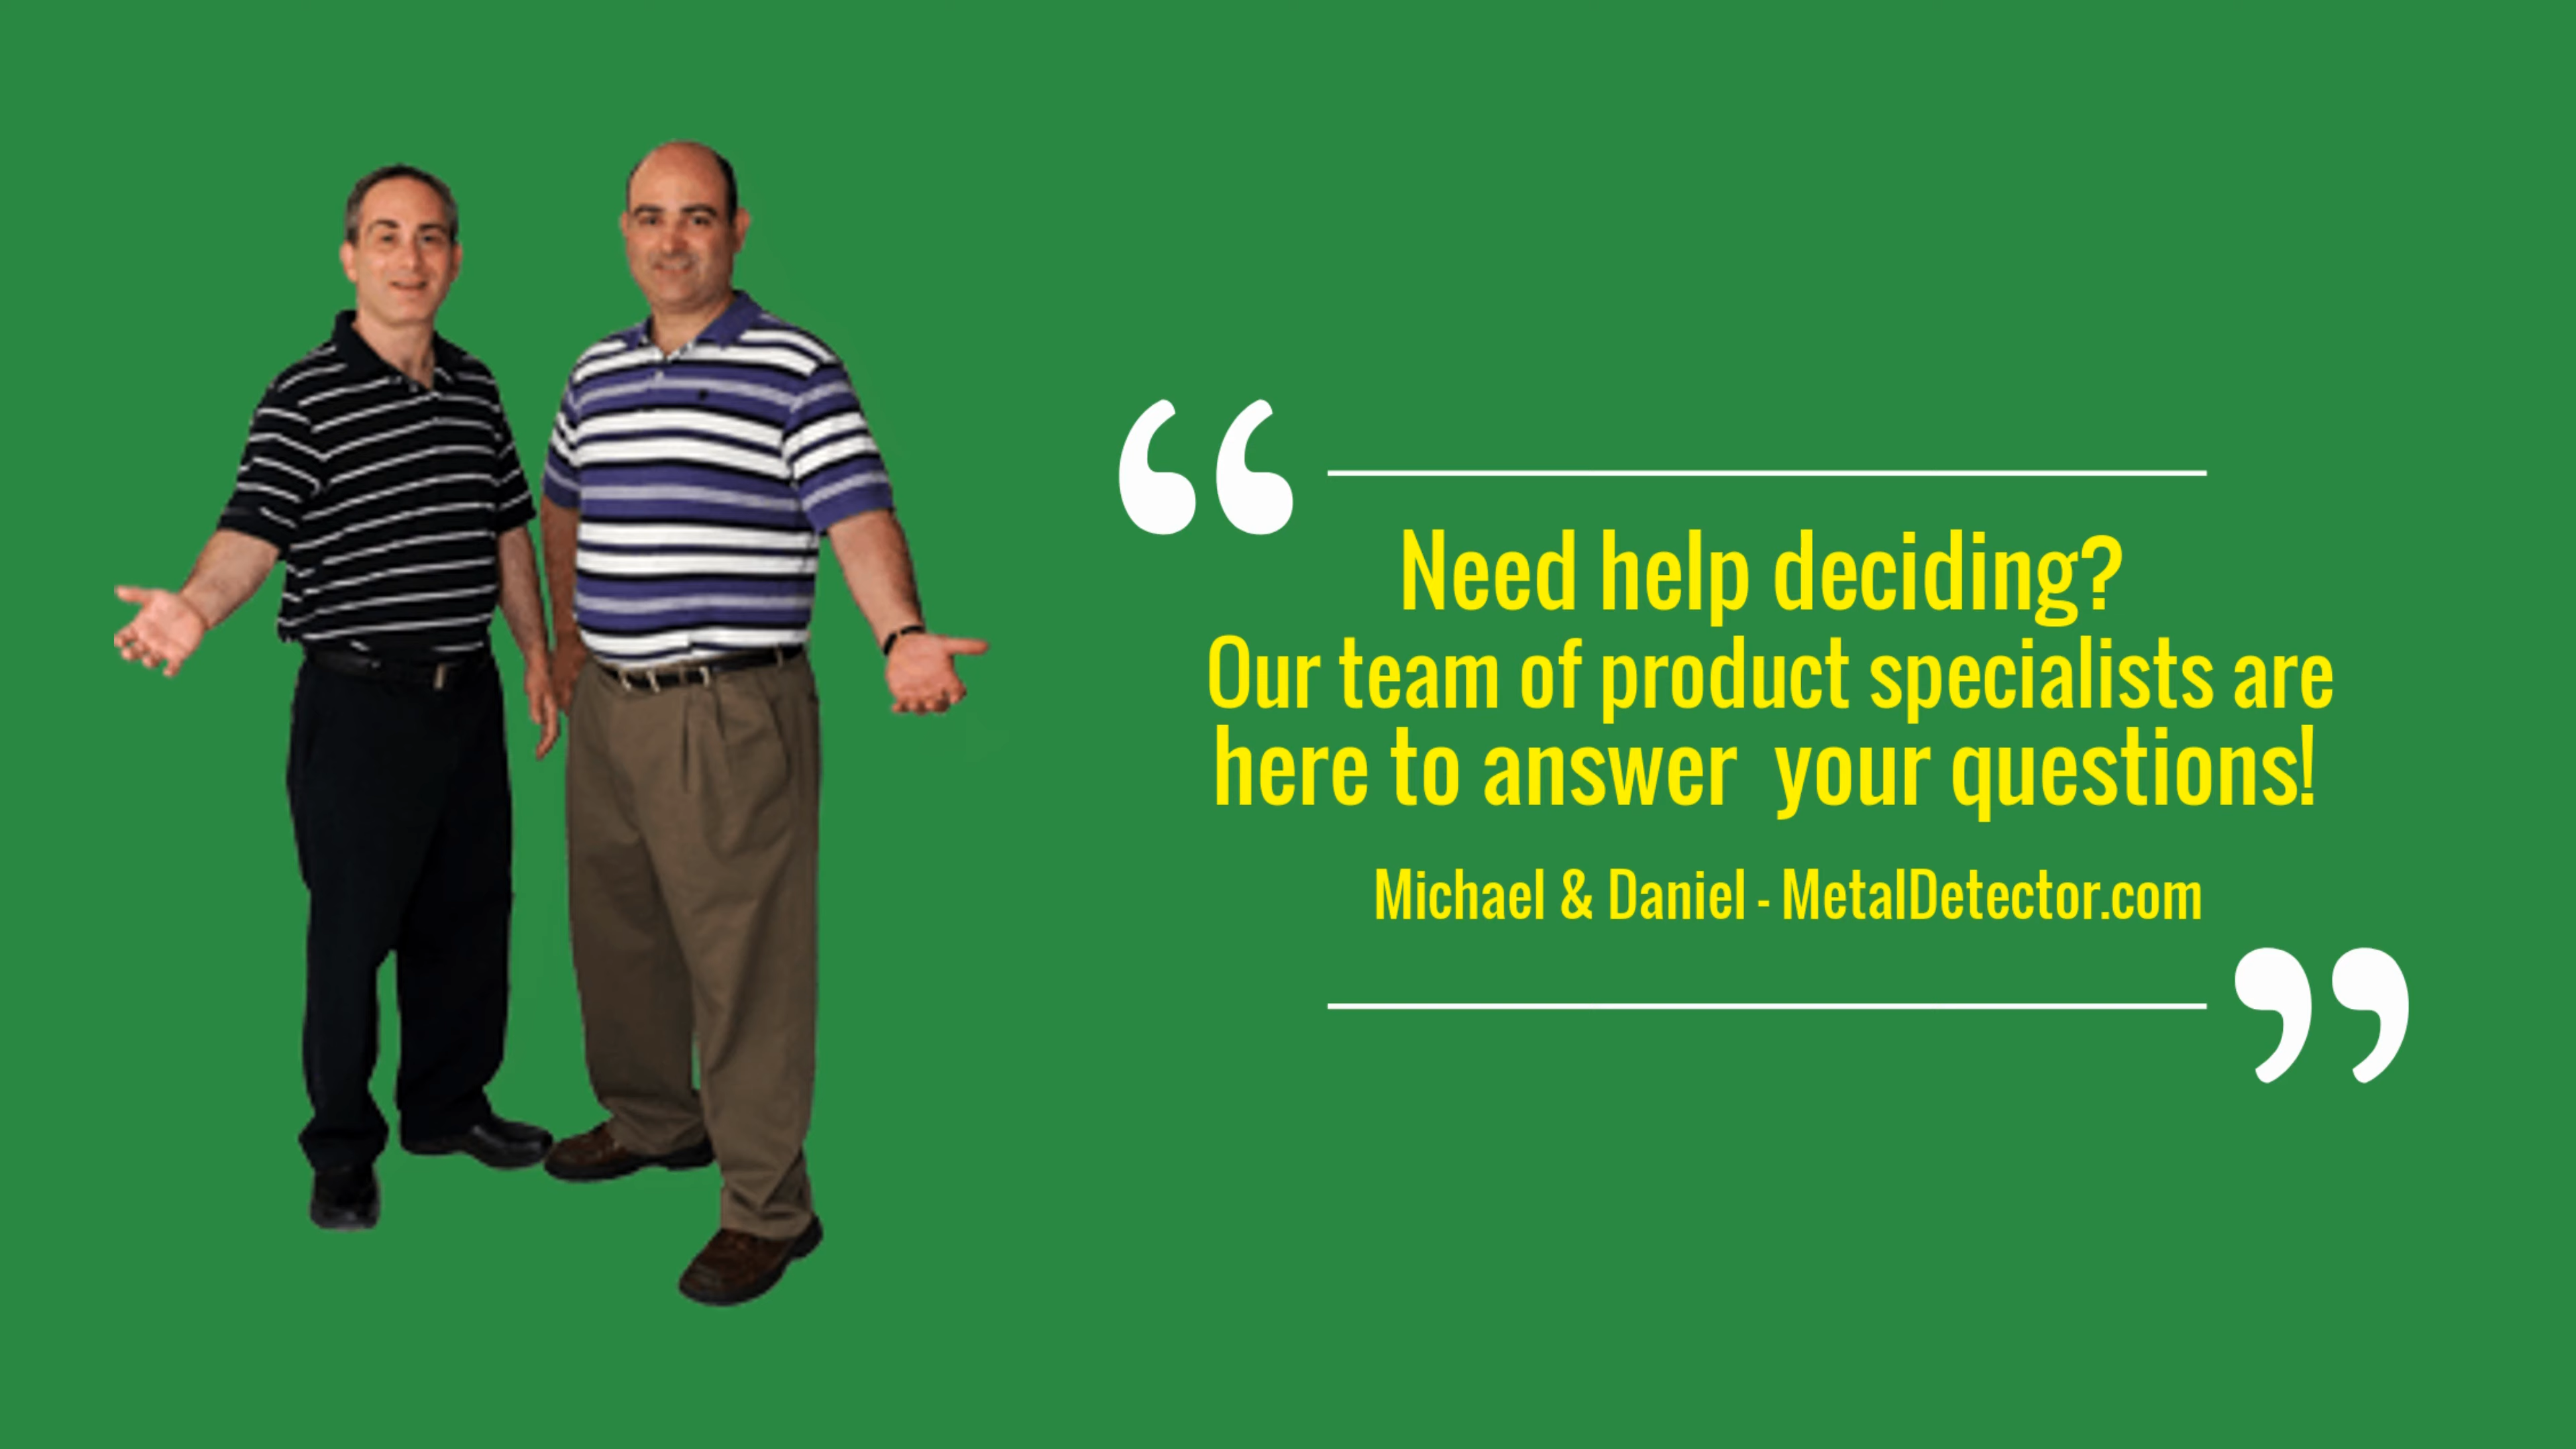 Need help deciding?
Our team of product specialists are
here to answer  your questions!
Michael & Daniel - MetalDetector.com